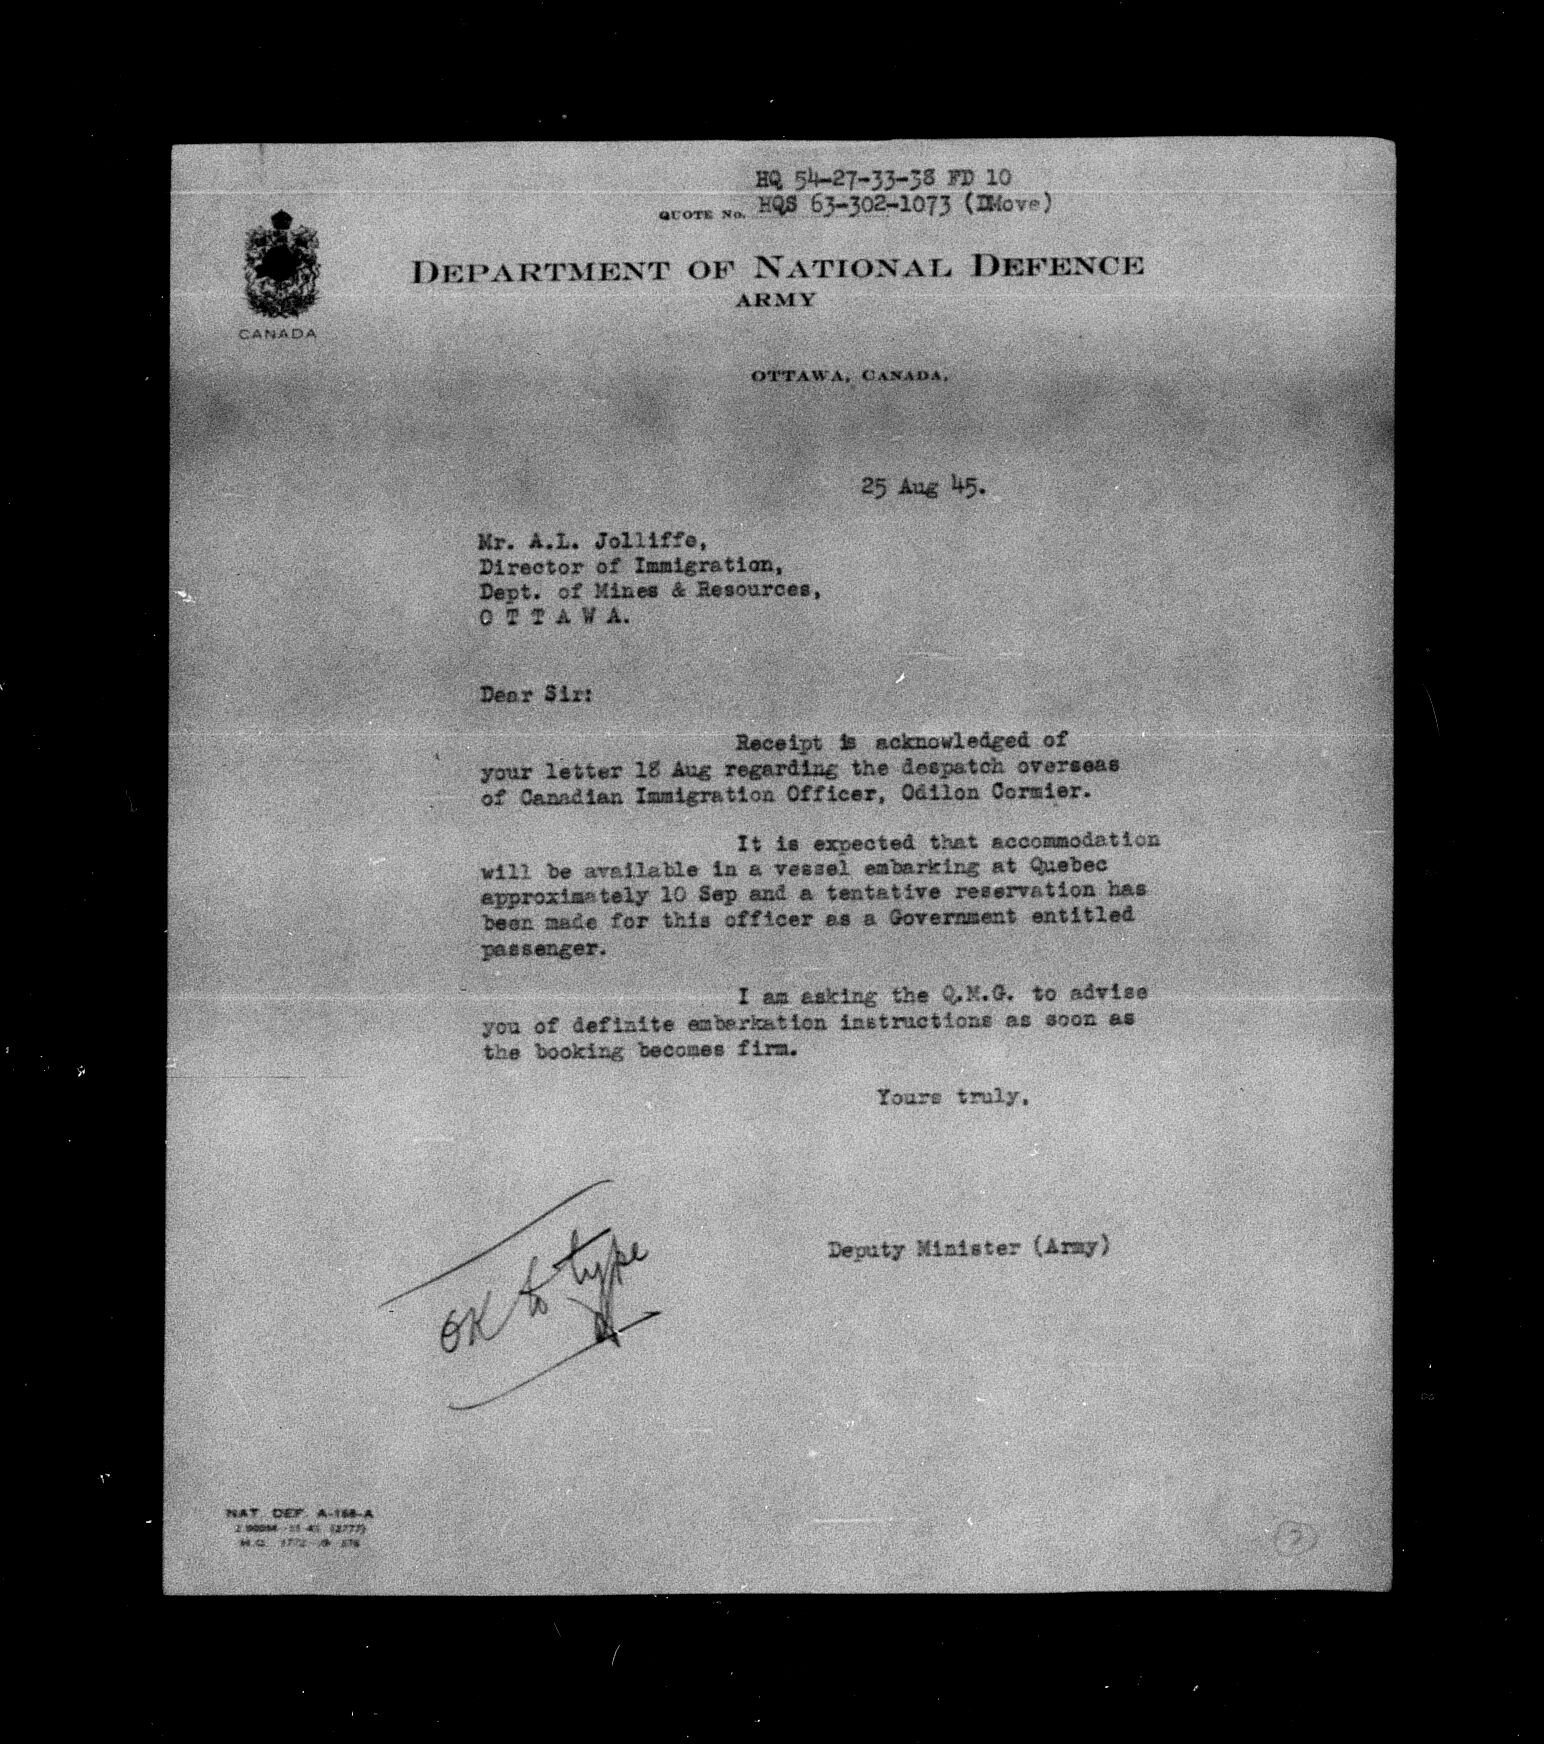 HQ 54-27-33-38 FD 10
QUOTE No. HQS 63-302-1073 (DMove)
DEPARTMENT OF NATIONAL DEFENCE
ARMY
CANADA
OTTAWA, CANADA,
25 Aug 45.
Mr. A.L. Jolliffe,
Director of Immigration,
Dept. of Mines & Resources,
O T T A W A.
Dear Sir:
Receipt is acknowledged of
your letter 18 Aug regarding the despatch overseas
of Canadian Immigration Officer, Odilon Cormier.
It is expected that accommodation
will be available in a vessel embarking at Quebec
approximately 10 Sep and a tentative reservation has
been made for this officer as a Government entitled
passenger.
I am asking the Q.M.G. to advise
you of definite embarkation instructions as soon as
the booking becomes firm.
Yours truly,
Deputy Minister (Army)
OK to type
NAT. DEF. A-168-A